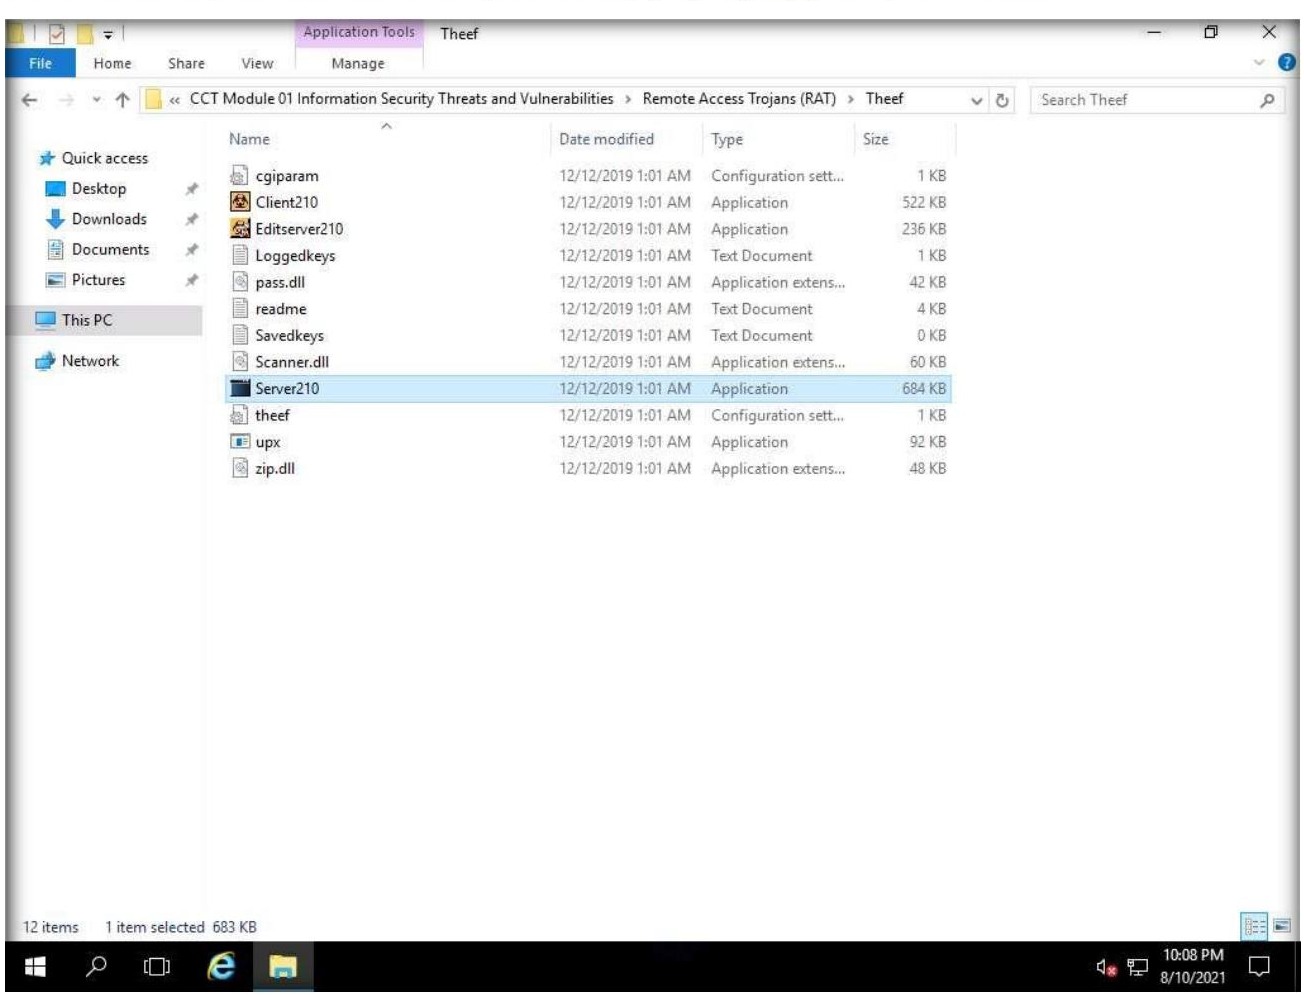 Application Tools Theef
File Home Share View Manage
« CCT Module 01 Information Security Threats and Vulnerabilities > Remote Access Trojans (RAT) > Theef Search Theef
Name Date modified Type Size
Quick access
Desktop
Downloads
Documents
Pictures
This PC
Network
cgiparam 12/12/2019 1:01 AM Configuration sett... 1 KB
Client210 12/12/2019 1:01 AM Application 522 KB
Editserver210 12/12/2019 1:01 AM Application 236 KB
Loggedkeys 12/12/2019 1:01 AM Text Document 1 KB
pass.dll 12/12/2019 1:01 AM Application extens... 42 KB
readme 12/12/2019 1:01 AM Text Document 4 KB
Savedkeys 12/12/2019 1:01 AM Text Document 0 KB
Scanner.dll 12/12/2019 1:01 AM Application extens... 60 KB
Server210 12/12/2019 1:01 AM Application 684 KB
theef 12/12/2019 1:01 AM Configuration sett... 1 KB
upx 12/12/2019 1:01 AM Application 92 KB
zip.dll 12/12/2019 1:01 AM Application extens... 48 KB
12 items 1 item selected 683 KB
10:08 PM
8/10/2021